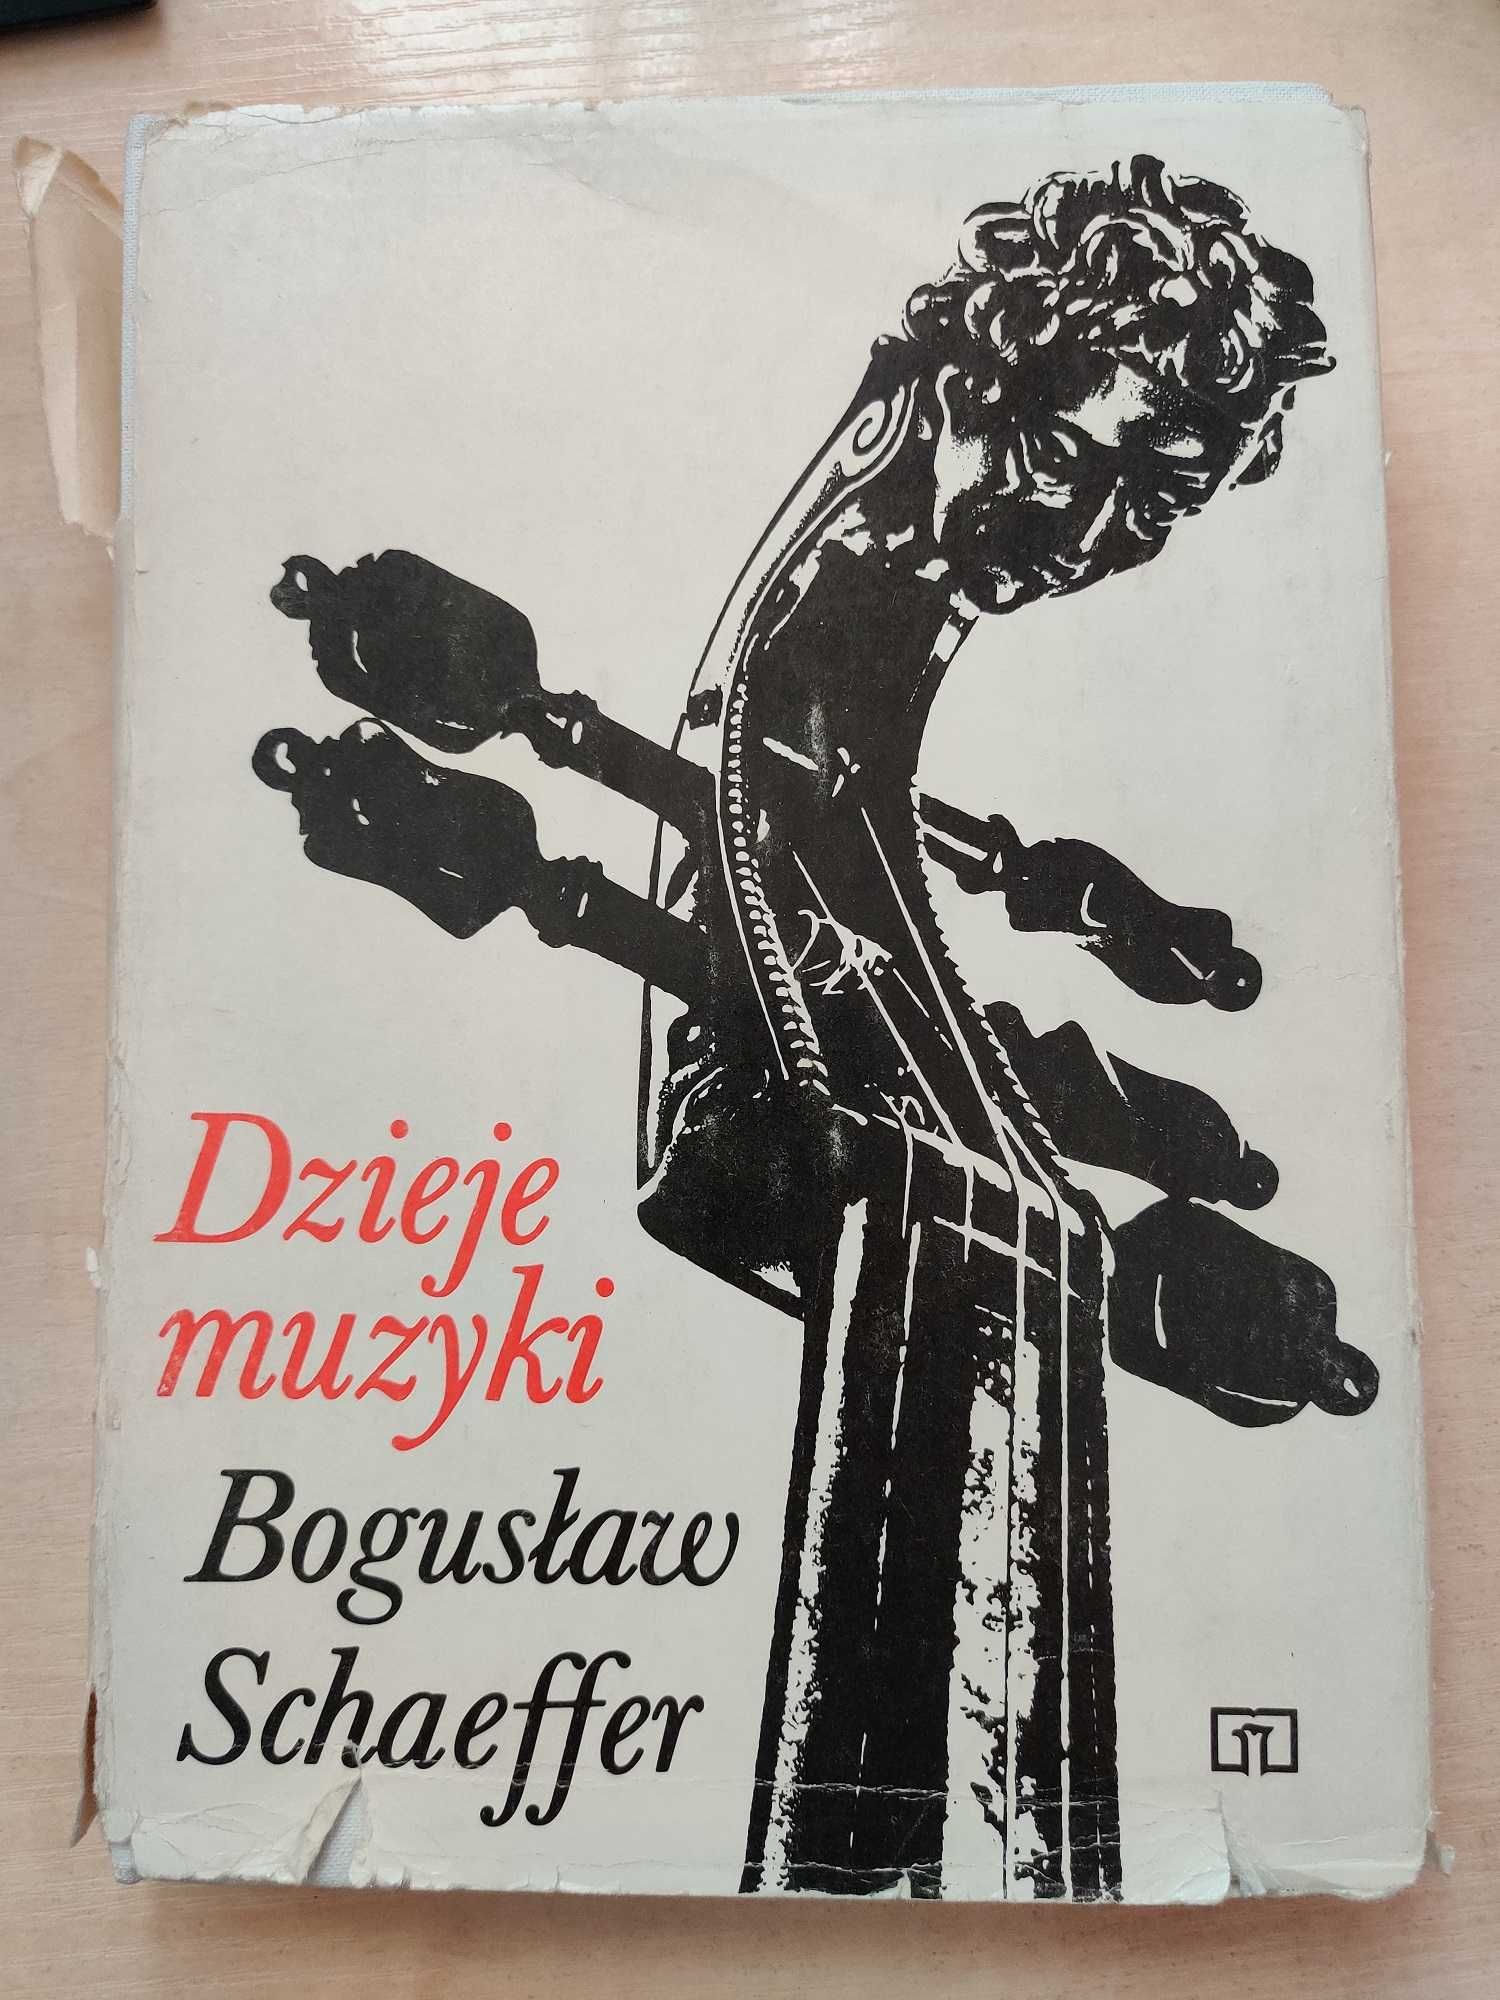 Dzieje
muzyki
Bogusław
Schaeffer